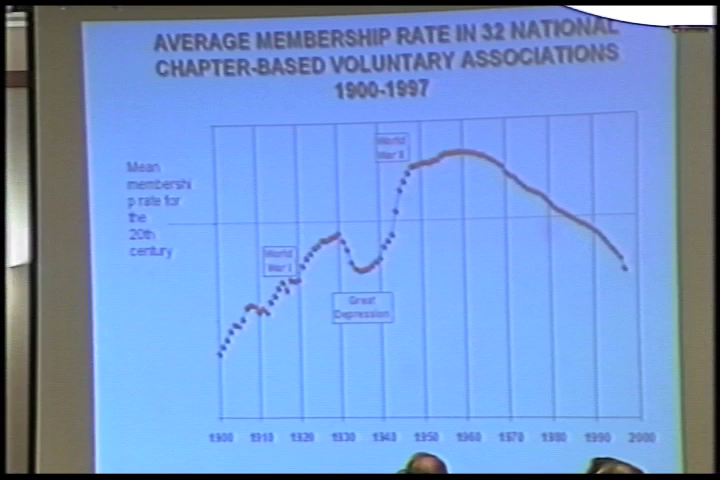 AVERAGE MEMBERSHIP RATE IN 32 NATIONAL
CHAPTER-BASED VOLUNTARY ASSOCIATIONS
1900-1997
World
War II
Mean
membershi
p rate for
the
20th
century
World
War I
Great
Depression
1900 1910 1920 1930 1940 1950 1960 1970 1980 1990 2000